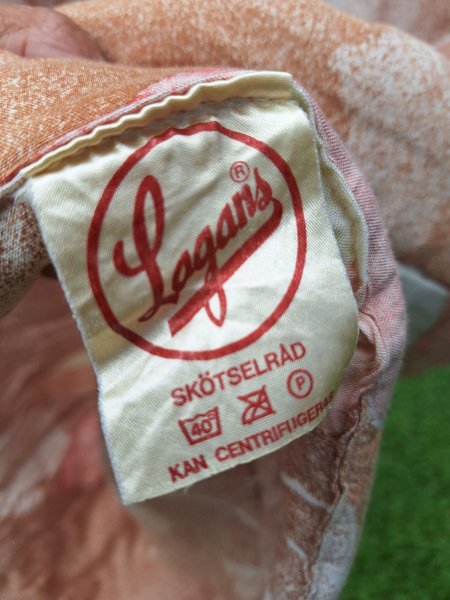 Lagans ®
SKÖTSELRÅD
40° P
KAN CENTRIFUGERAS